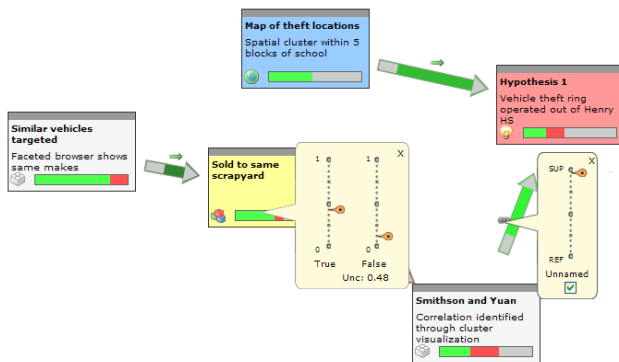 Map of theft locations
Spatial cluster within 5
blocks of school
Hypothesis 1
Vehicle theft ring
operated out of Henry
HS
Similar vehicles
targeted
Faceted browser shows
same makes
Sold to same
scrapyard
X
1
1
0
0
True
False
Unc: 0.48
X
SUP
REF
Unnamed
Smithson and Yuan
Correlation identified
through cluster
visualization